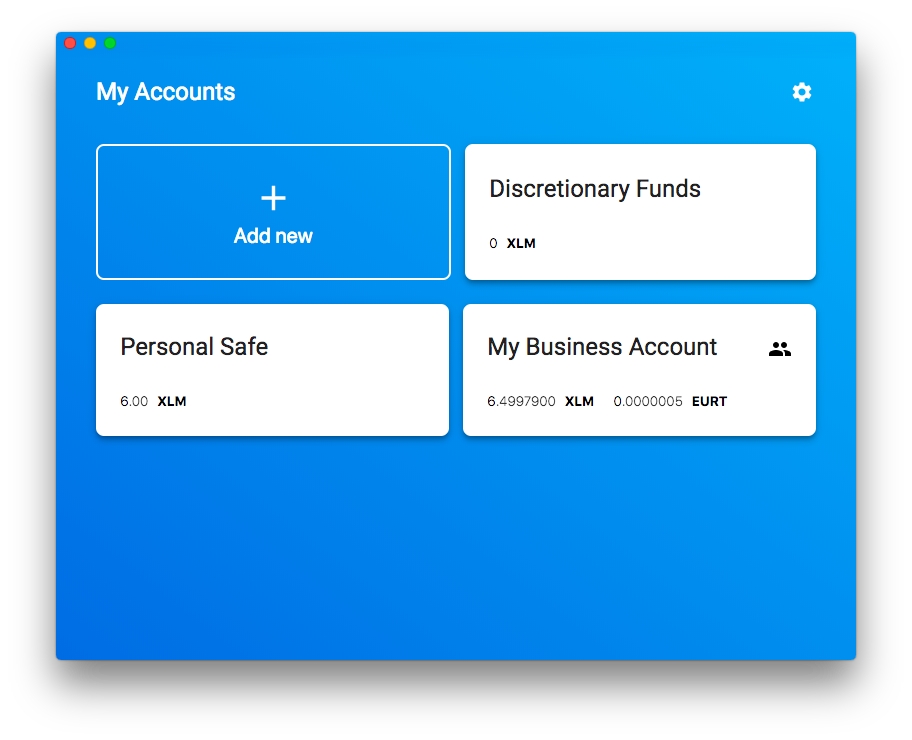 My Accounts
Add new
Discretionary Funds
0 XLM
Personal Safe
6.00 XLM
My Business Account
6.4997900 XLM 0.0000005 EURT